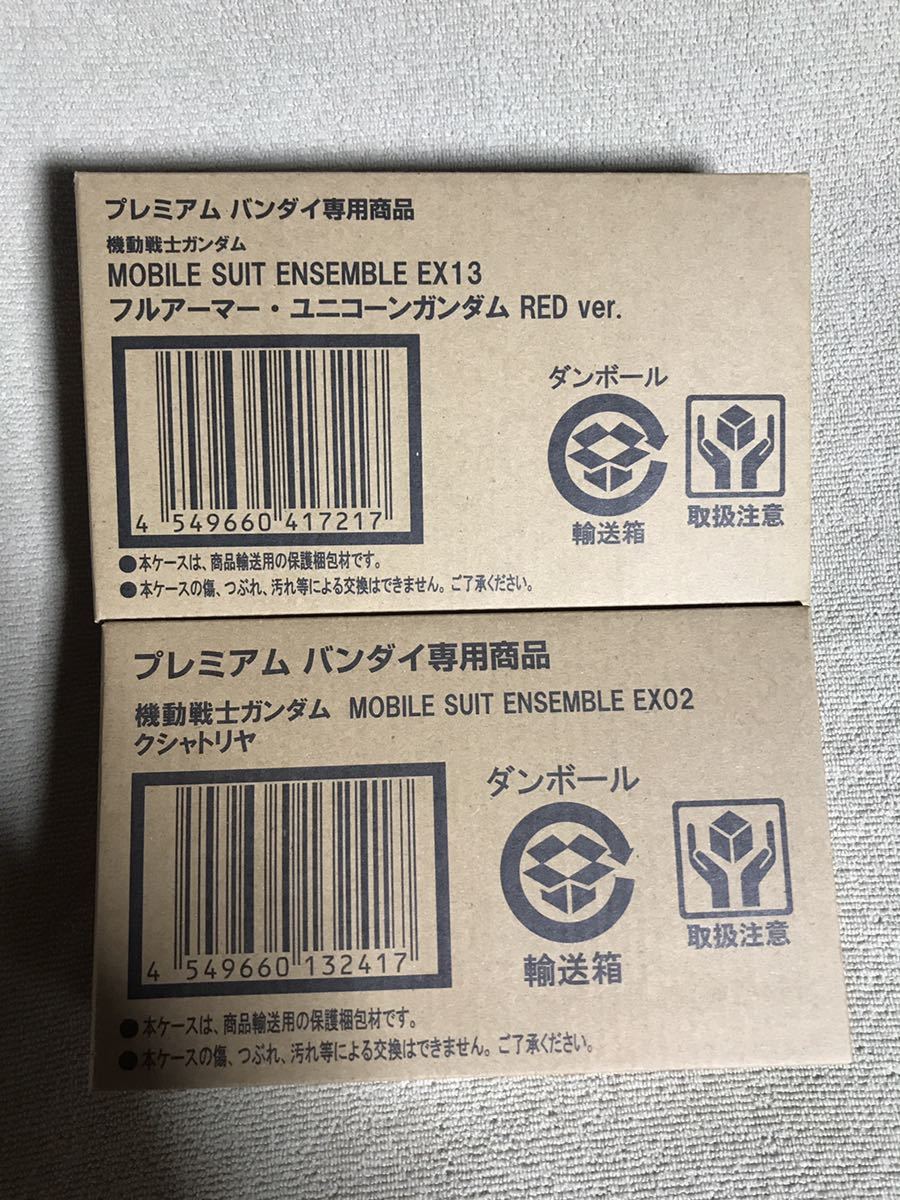 プレミアム バンダイ専用商品
機動戦士ガンダム
MOBILE SUIT ENSEMBLE EX13
フルアーマー・ユニコーンガンダム RED ver.
ダンボール
4 549660 417217
輸送箱
取扱注意
●本ケースは、商品輸送用の保護梱包材です。
●本ケースの傷、つぶれ、汚れ等による交換はできません。ご了承ください。
プレミアム バンダイ専用商品
機動戦士ガンダム MOBILE SUIT ENSEMBLE EX02
クシャトリヤ
ダンボール
4 549660 132417
輸送箱
取扱注意
●本ケースは、商品輸送用の保護梱包材です。
●本ケースの傷、つぶれ、汚れ等による交換はできません。ご了承ください。